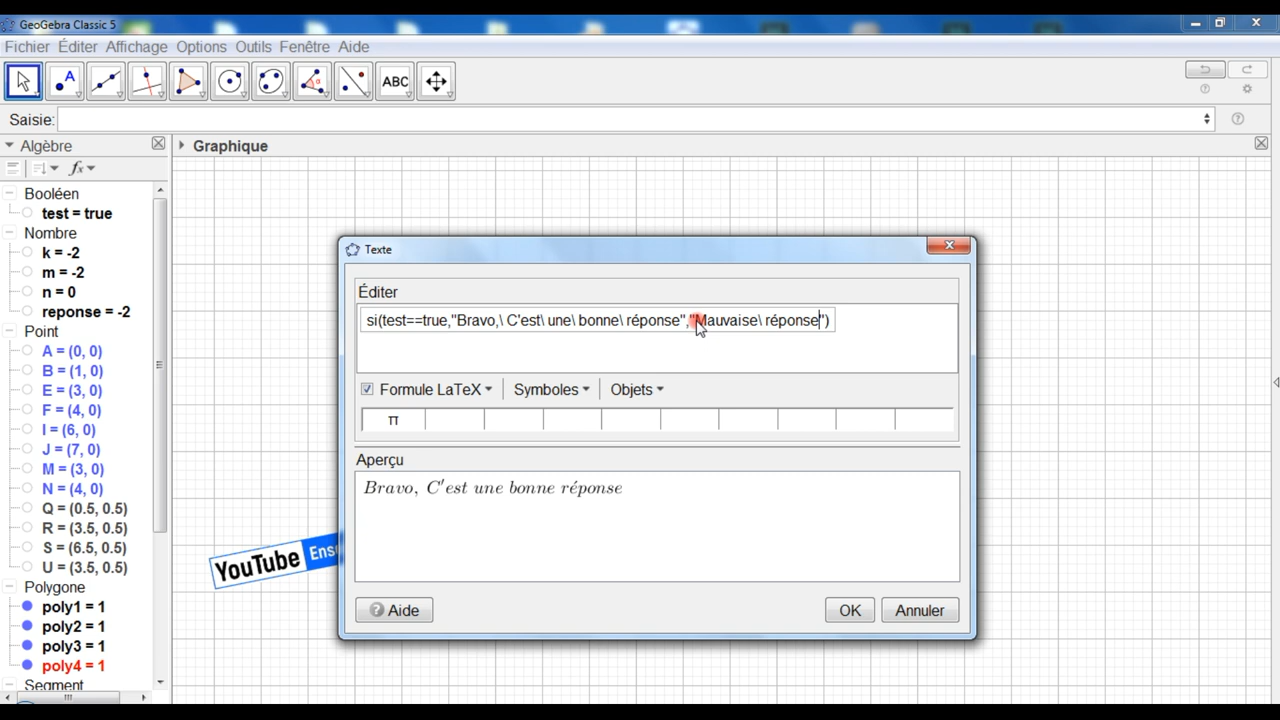 GeoGebra Classic 5
Fichier Éditer Affichage Options Outils Fenêtre Aide
A ABC
Saisie:
Algèbre
Graphique
fx
Booléen
test = true
Nombre
k = -2
m = -2
n = 0
reponse = -2
Point
A = (0, 0)
B = (1, 0)
E = (3, 0)
F = (4, 0)
I = (6, 0)
J = (7, 0)
M = (3, 0)
N = (4, 0)
Q = (0.5, 0.5)
R = (3.5, 0.5)
S = (6.5, 0.5)
U = (3.5, 0.5)
Polygone
poly1 = 1
poly2 = 1
poly3 = 1
poly4 = 1
Segment
Texte
Éditer
si(test==true,"Bravo,\ C'est\ une\ bonne\ réponse","Mauvaise\ réponse")
Formule LaTeX Symboles Objets
π
Aperçu
Bravo, C'est une bonne réponse
Aide OK Annuler
YouTube